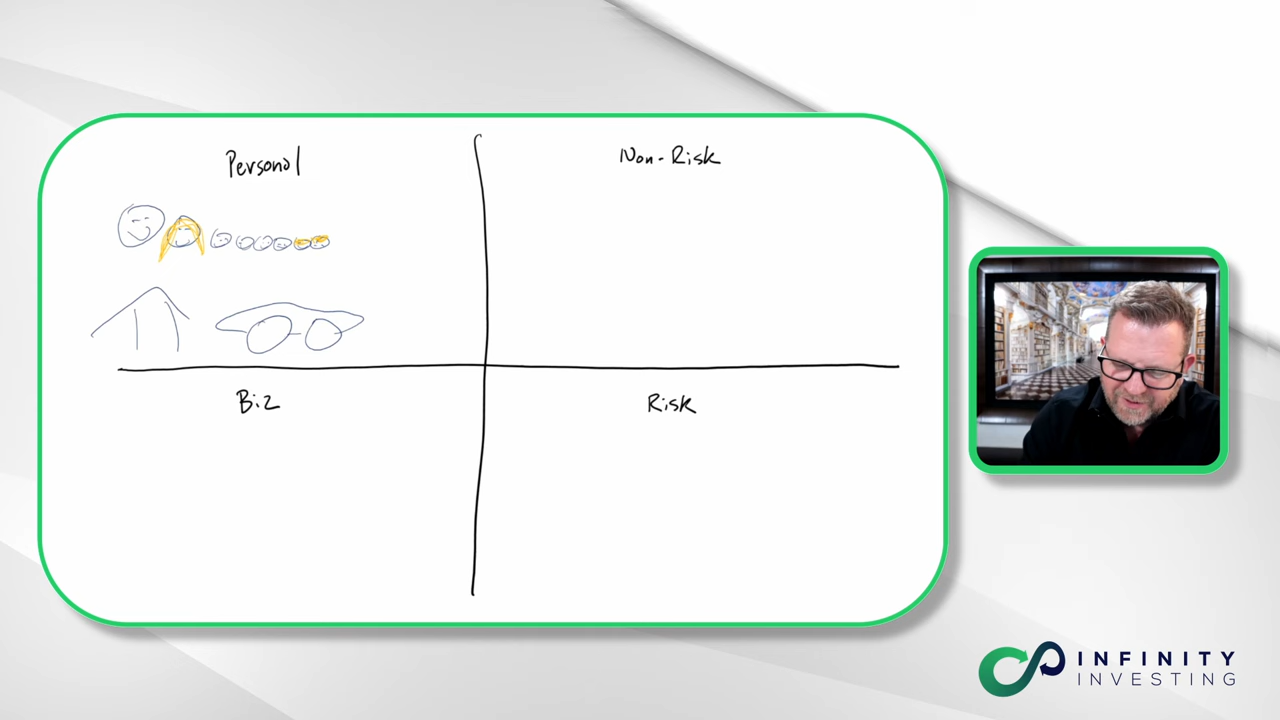 Personal
Non-Risk
Biz
Risk
INFINITY
INVESTING